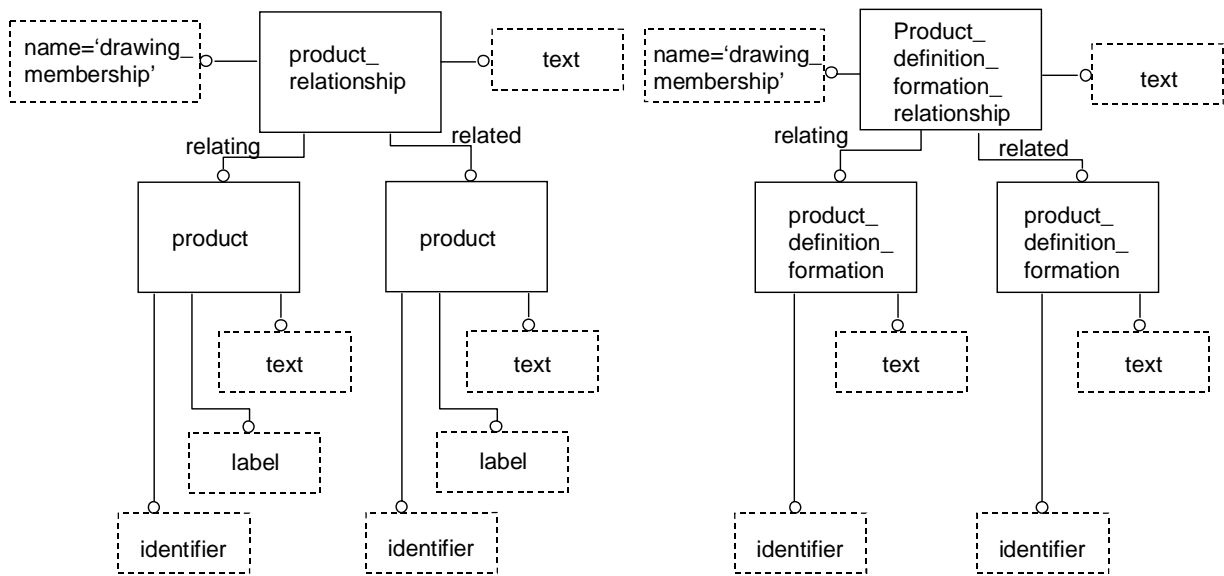 name='drawing_
membership'
product_
relationship
text
relating
related
product
product
text
text
label
label
identifier
identifier
name='drawing_
membership'
Product_
definition_
formation_
relationship
text
relating
related
product_
definition_
formation
product_
definition_
formation
text
text
identifier
identifier